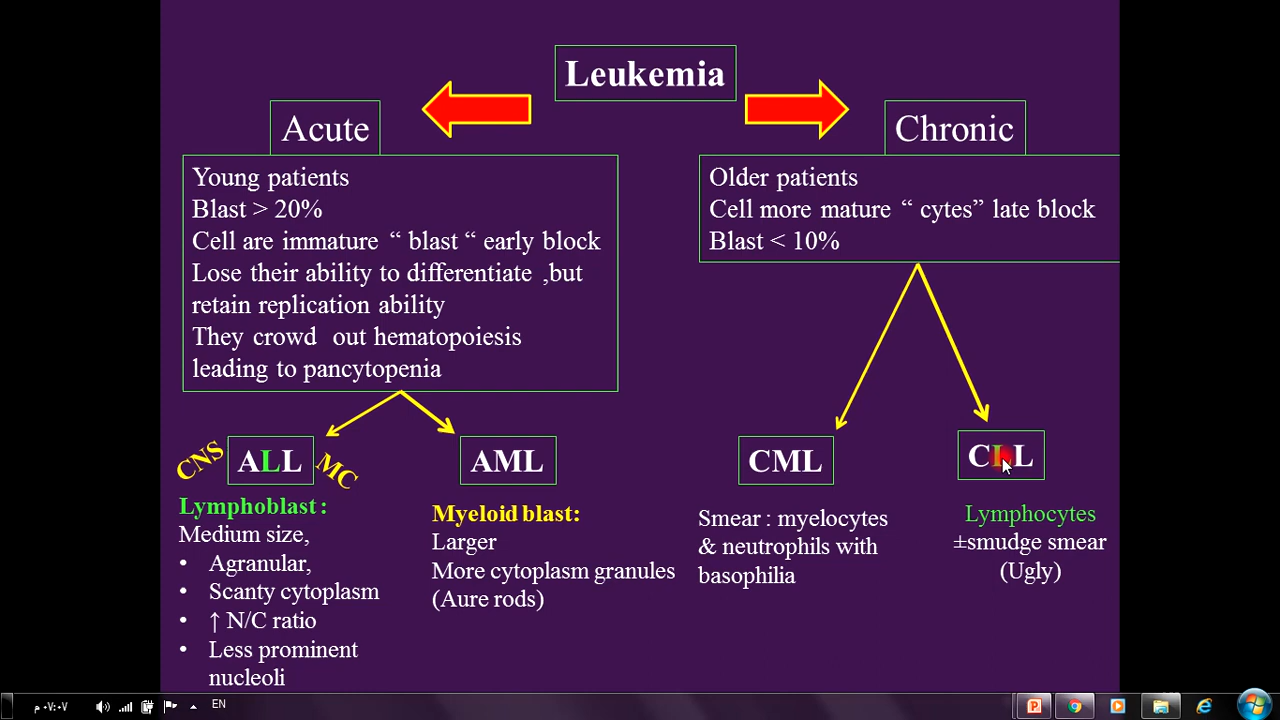 Leukemia
Acute
Young patients
Blast > 20%
Cell are immature “ blast “ early block
Lose their ability to differentiate ,but
retain replication ability
They crowd out hematopoiesis
leading to pancytopenia
Chronic
Older patients
Cell more mature “ cytes” late block
Blast < 10%
CNS
ALL
MC
Lymphoblast :
Medium size,
• Agranular,
• Scanty cytoplasm
• ↑ N/C ratio
• Less prominent
nucleoli
AML
Myeloid blast:
Larger
More cytoplasm granules
(Aure rods)
CML
Smear : myelocytes
& neutrophils with
basophilia
CLL
Lymphocytes
±smudge smear
(Ugly)
م ٠٧:٠٧
EN